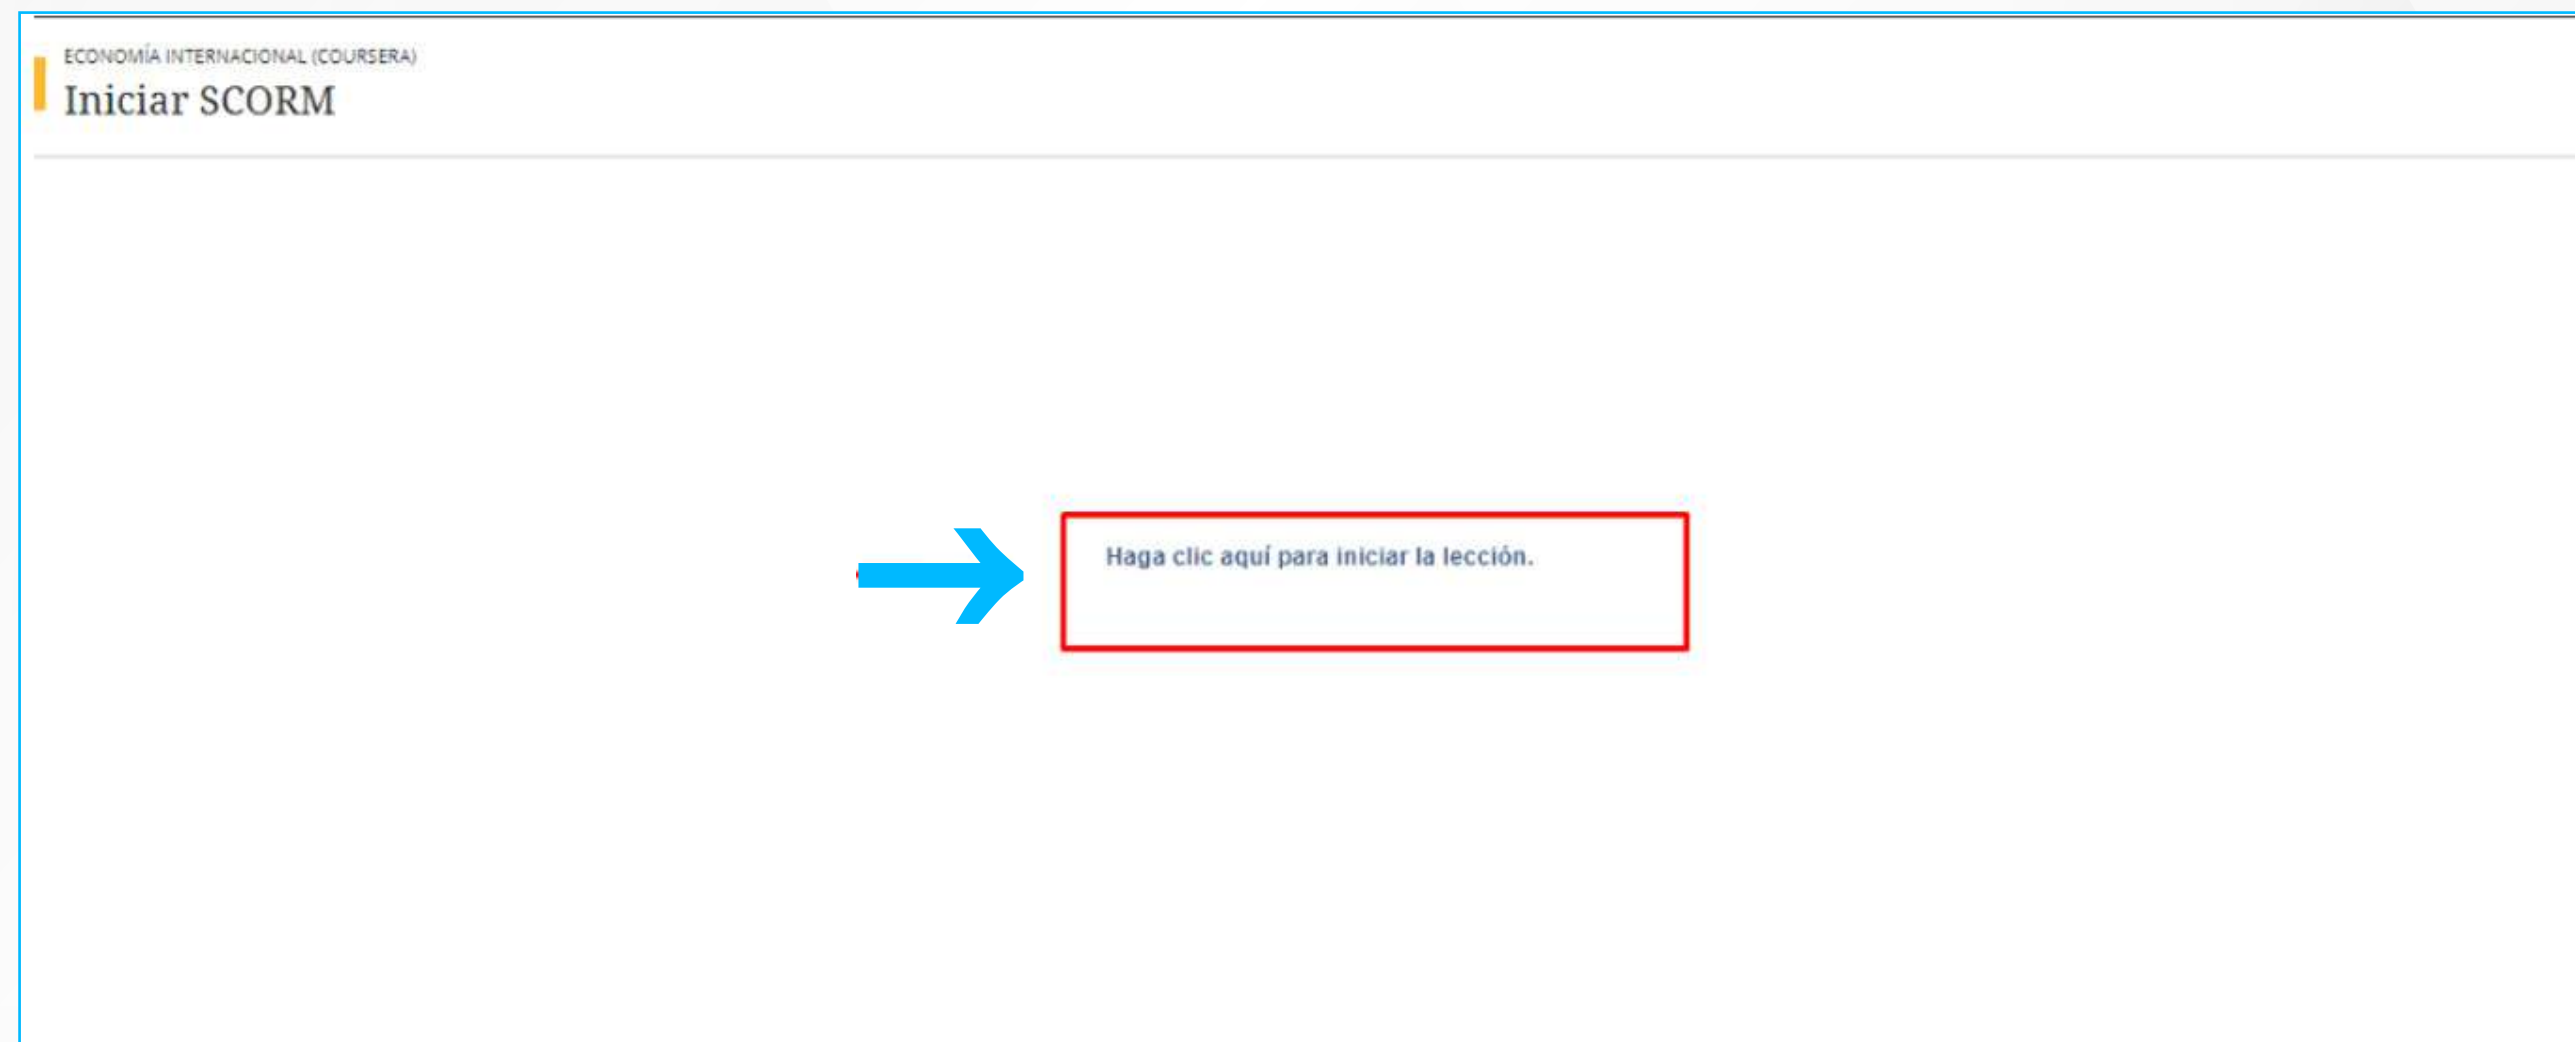 ECONOMÍA INTERNACIONAL (COURSERA)
Iniciar SCORM
Haga clic aquí para iniciar la lección.